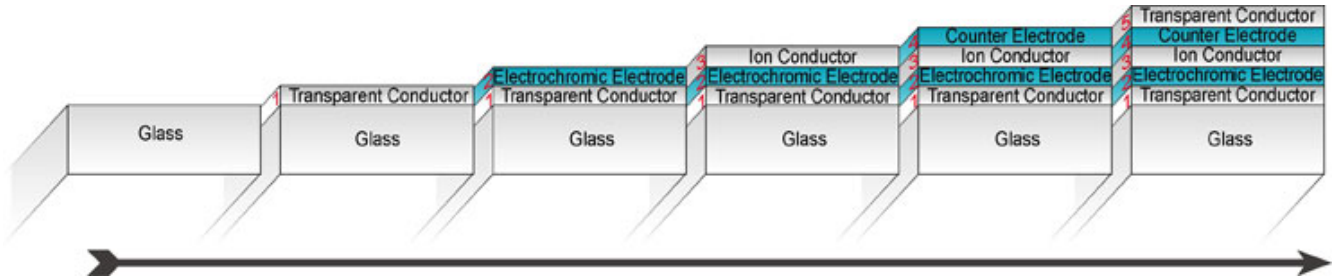 Glass
1
Transparent Conductor
Glass
2
Electrochromic Electrode
1
Transparent Conductor
Glass
3
Ion Conductor
2
Electrochromic Electrode
1
Transparent Conductor
Glass
4
Counter Electrode
3
Ion Conductor
2
Electrochromic Electrode
1
Transparent Conductor
Glass
5
Transparent Conductor
4
Counter Electrode
3
Ion Conductor
2
Electrochromic Electrode
1
Transparent Conductor
Glass